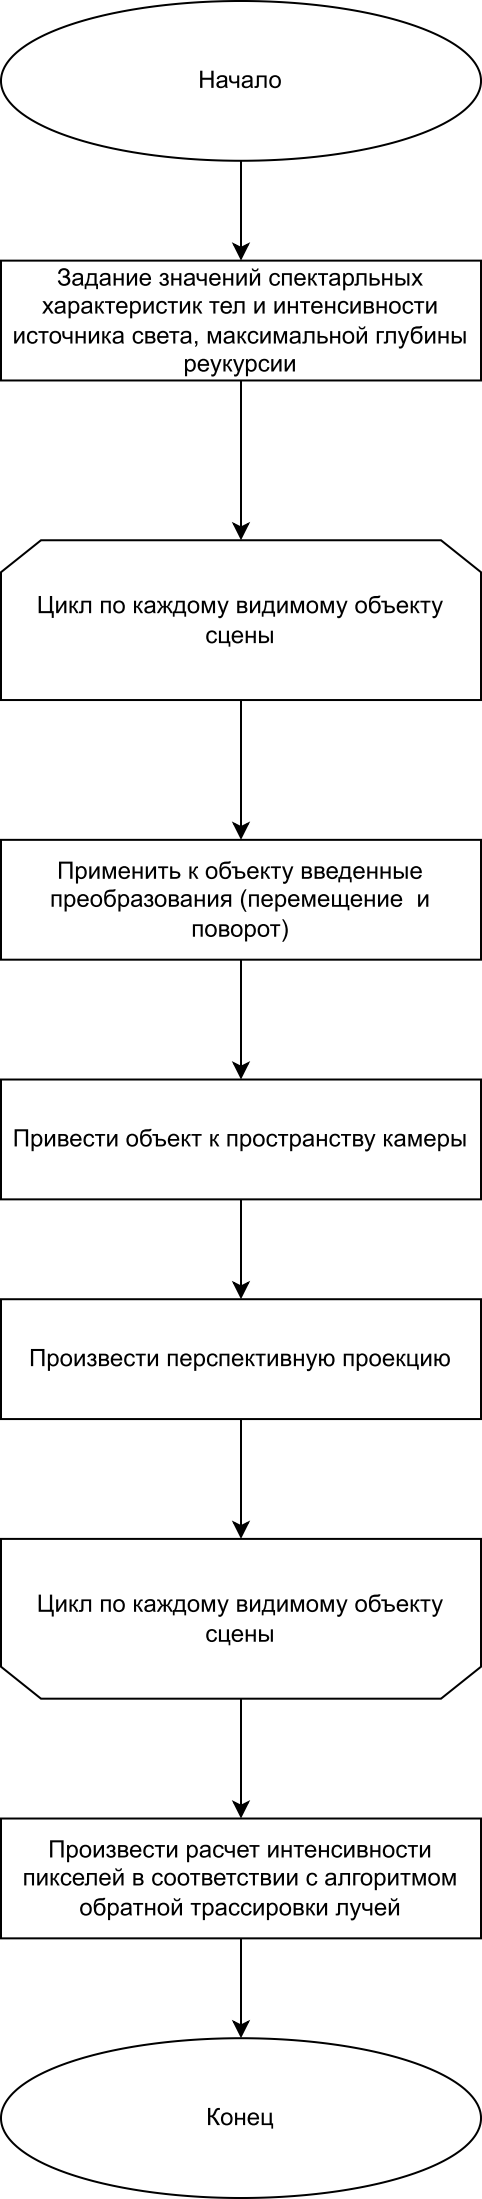 Начало
Задание значений спектарльных
характеристик тел и интенсивности
источника света, максимальной глубины
реукурсии
Цикл по каждому видимому объекту
сцены
Применить к объекту введенные
преобразования (перемещение  и
поворот)
Привести объект к пространству камеры
Произвести перспективную проекцию
Цикл по каждому видимому объекту
сцены
Произвести расчет интенсивности
пикселей в соответствии с алгоритмом
обратной трассировки лучей
Конец